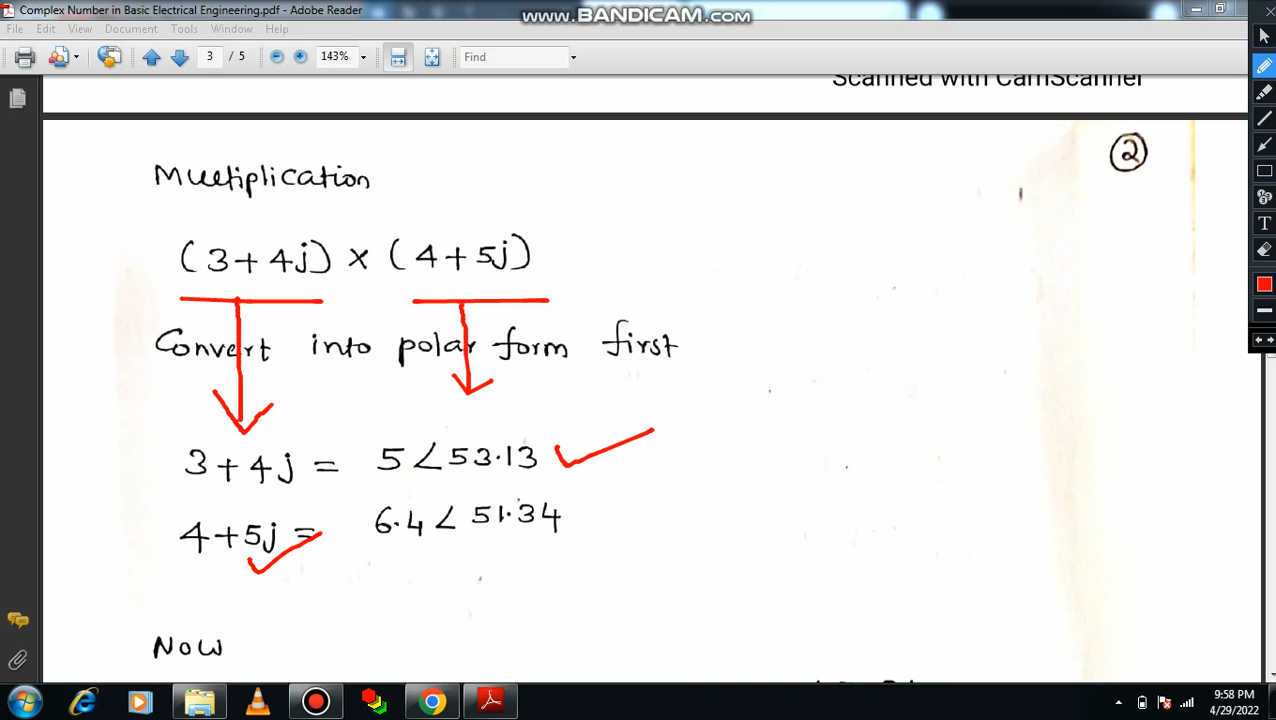 Complex Number in Basic Electrical Engineering.pdf - Adobe Reader
www.BANDICAM.com
File Edit View Document Tools Window Help
3 / 5 143% Find
Scanned with CamScanner
2
Multiplication
(3+4j) × (4+5j)
Convert into polar form first
3+4j = 5∠53.13
4+5j = 6.4∠51.34
Now
9:58 PM
4/29/2022